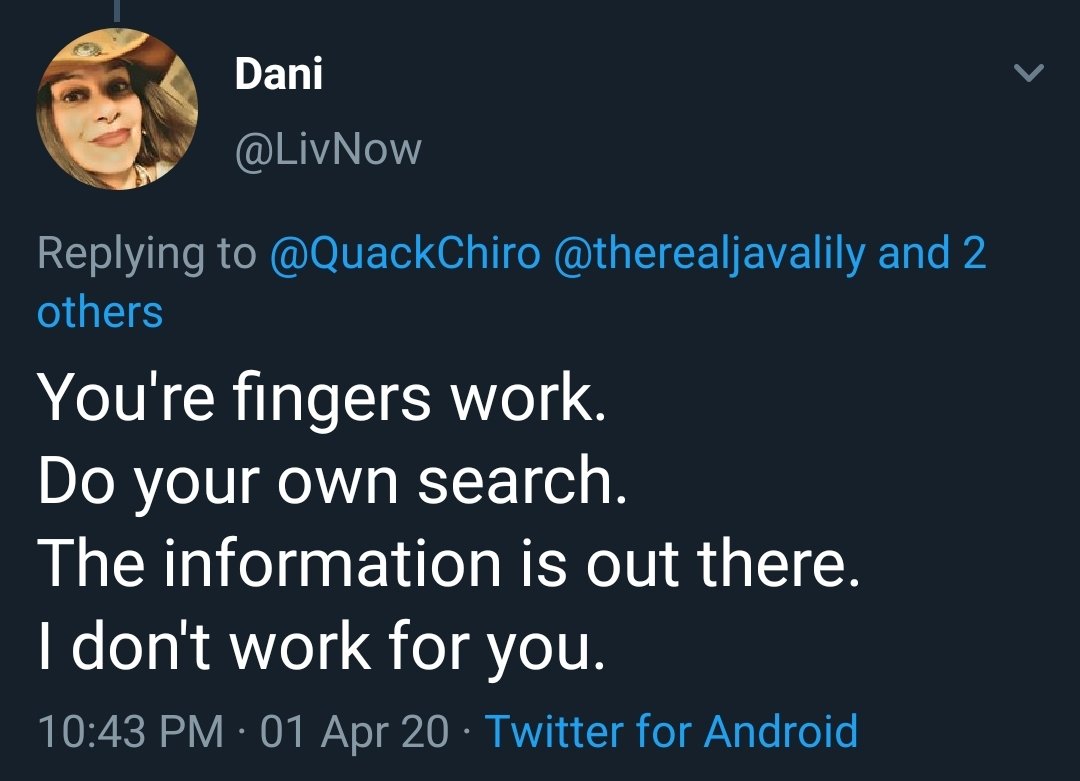 Dani
@LivNow
Replying to @QuackChiro @therealjavalily and 2
others
You're fingers work.
Do your own search.
The information is out there.
I don't work for you.
10:43 PM · 01 Apr 20 · Twitter for Android